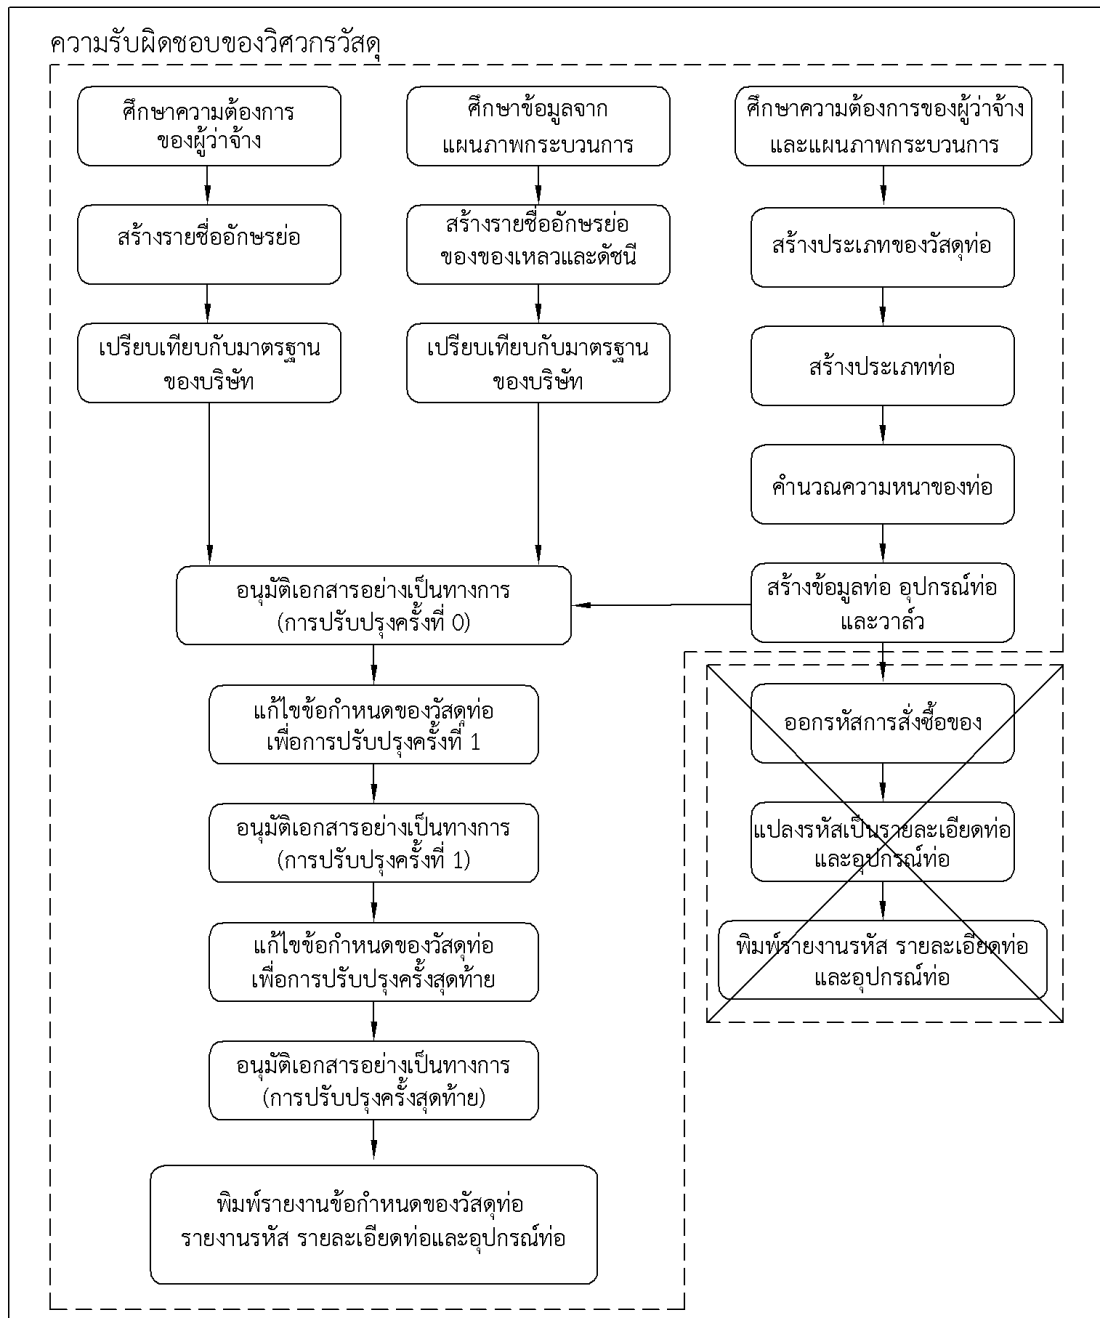 ความรับผิดชอบของวิศวกรวัสดุ
ศึกษาความต้องการ
ของผู้ว่าจ้าง
สร้างรายชื่ออักษรย่อ
เปรียบเทียบกับมาตรฐาน
ของบริษัท
ศึกษาข้อมูลจาก
แผนภาพกระบวนการ
สร้างรายชื่ออักษรย่อ
ของของเหลวและดัชนี
เปรียบเทียบกับมาตรฐาน
ของบริษัท
ศึกษาความต้องการของผู้ว่าจ้าง
และแผนภาพกระบวนการ
สร้างประเภทของวัสดุท่อ
สร้างประเภทท่อ
คำนวณความหนาของท่อ
สร้างข้อมูลท่อ อุปกรณ์ท่อ
และวาล์ว
อนุมัติเอกสารอย่างเป็นทางการ
(การปรับปรุงครั้งที่ 0)
แก้ไขข้อกำหนดของวัสดุท่อ
เพื่อการปรับปรุงครั้งที่ 1
อนุมัติเอกสารอย่างเป็นทางการ
(การปรับปรุงครั้งที่ 1)
แก้ไขข้อกำหนดของวัสดุท่อ
เพื่อการปรับปรุงครั้งสุดท้าย
อนุมัติเอกสารอย่างเป็นทางการ
(การปรับปรุงครั้งสุดท้าย)
พิมพ์รายงานข้อกำหนดของวัสดุท่อ
รายงานรหัส รายละเอียดท่อและอุปกรณ์ท่อ
ออกรหัสการสั่งซื้อของ
แปลงรหัสเป็นรายละเอียดท่อ
และอุปกรณ์ท่อ
พิมพ์รายงานรหัส รายละเอียดท่อ
และอุปกรณ์ท่อ